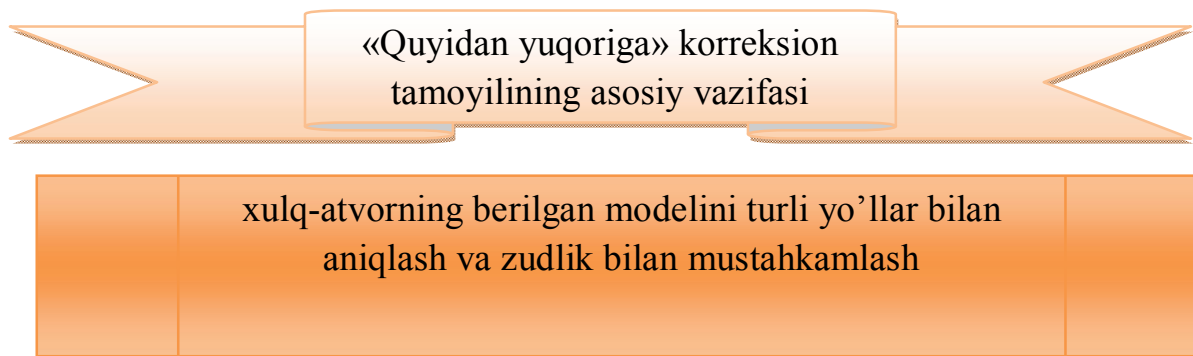 «Quyidan yuqoriga» korreksion
tamoyilining asosiy vazifasi
xulq-atvorning berilgan modelini turli yo’llar bilan
aniqlash va zudlik bilan mustahkamlash